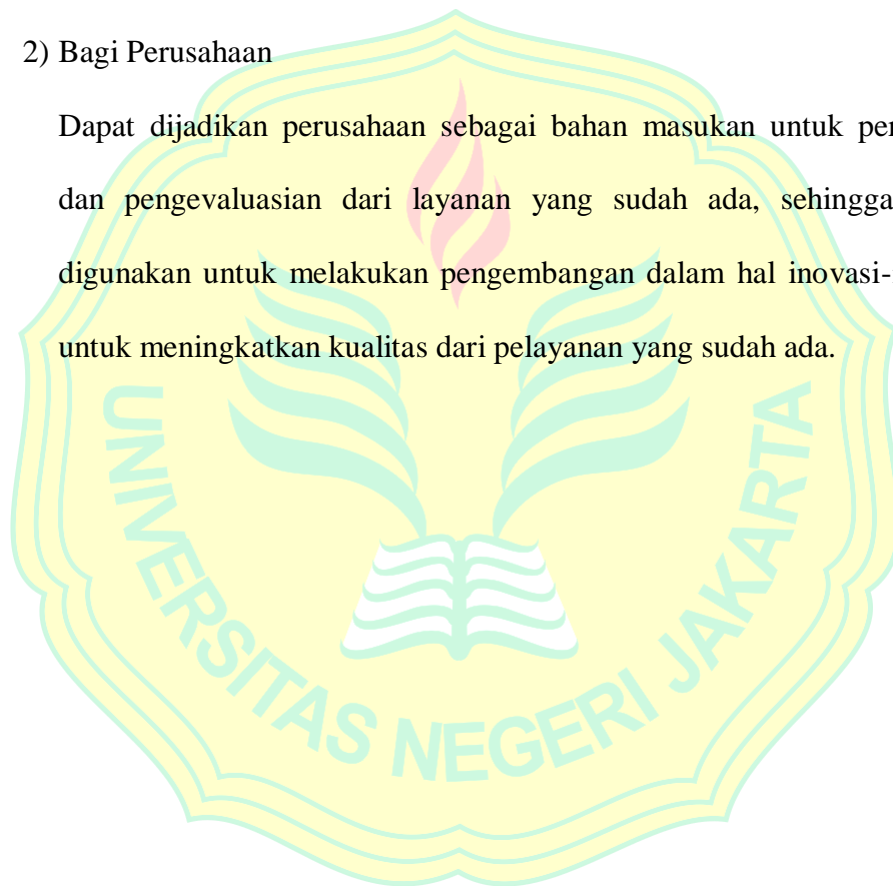 2) Bagi Perusahaan
Dapat dijadikan perusahaan sebagai bahan masukan untuk
dan pengevaluasian dari layanan yang sudah ada, sehingga
digunakan untuk melakukan pengembangan dalam hal inovasi-
untuk meningkatkan kualitas dari pelayanan yang sudah ada.
UNIVERSITAS NEGERI JAKARTA